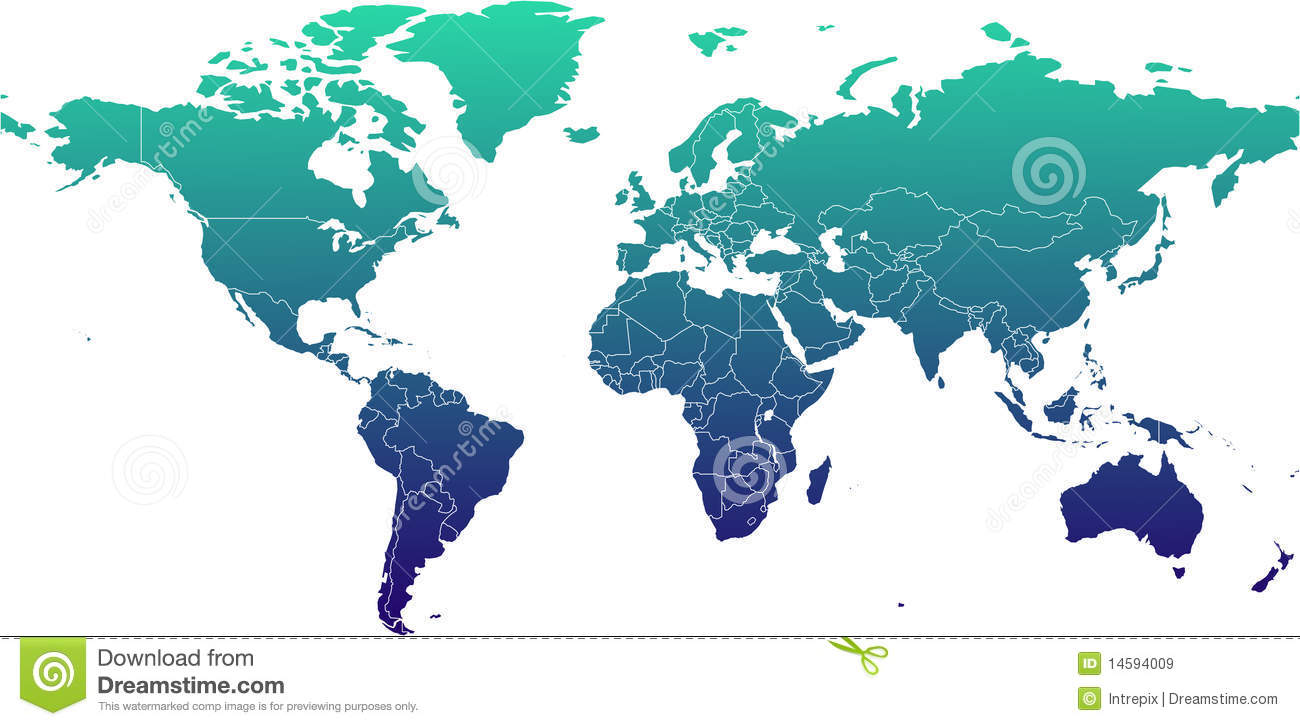 dreamstime
dreamstime
dreamstime
dreamstime
Download from
Dreamstime.com
This watermarked comp image is for previewing purposes only.
ID 14594009
© Intrepix | Dreamstime.com